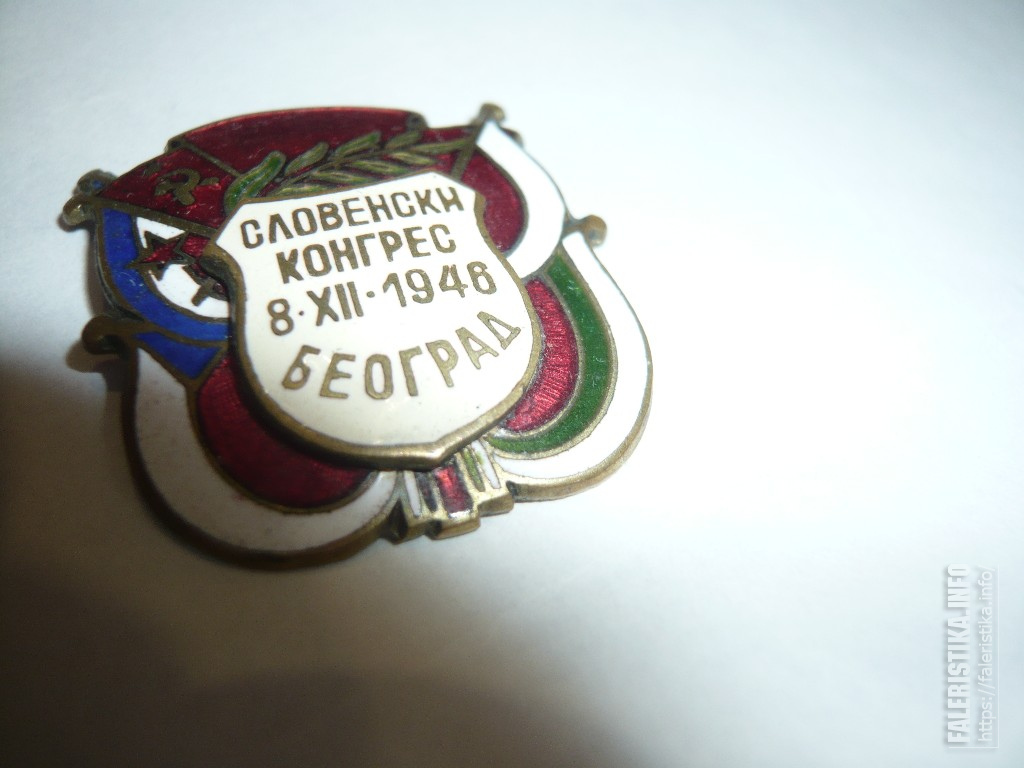 СЛОВЕНСКИ
КОНГРЕС
8·XII·1946
БЕОГРАД
FALERISTIKA.INFO
https://faleristika.info/